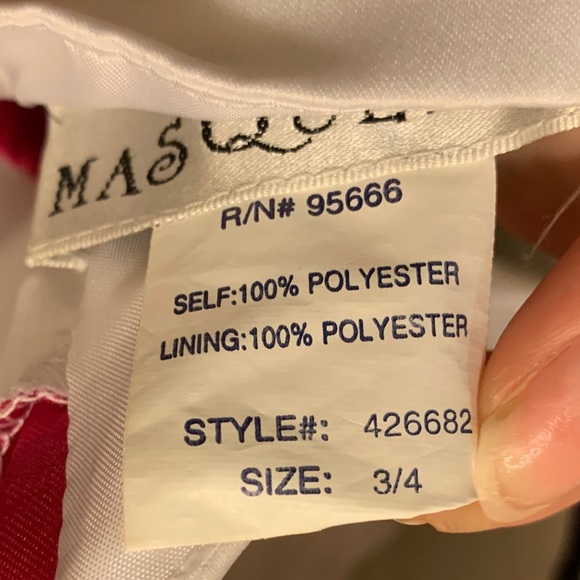 R/N# 95666
SELF:100% POLYESTER
LINING:100% POLYESTER
STYLE#: 426682
SIZE: 3/4